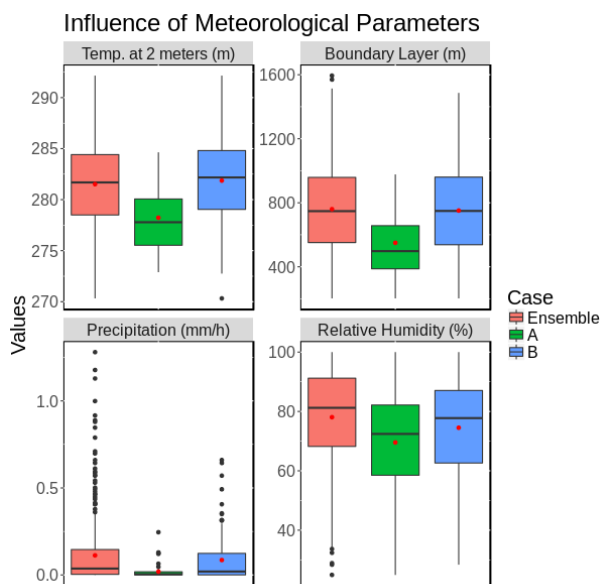 Influence of Meteorological Parameters
Temp. at 2 meters (m)
Boundary Layer (m)
290
285
280
275
270
1600
1200
800
400
Values
Precipitation (mm/h)
Relative Humidity (%)
1.0
0.5
0.0
100
80
60
40
Case
Ensemble
A
B